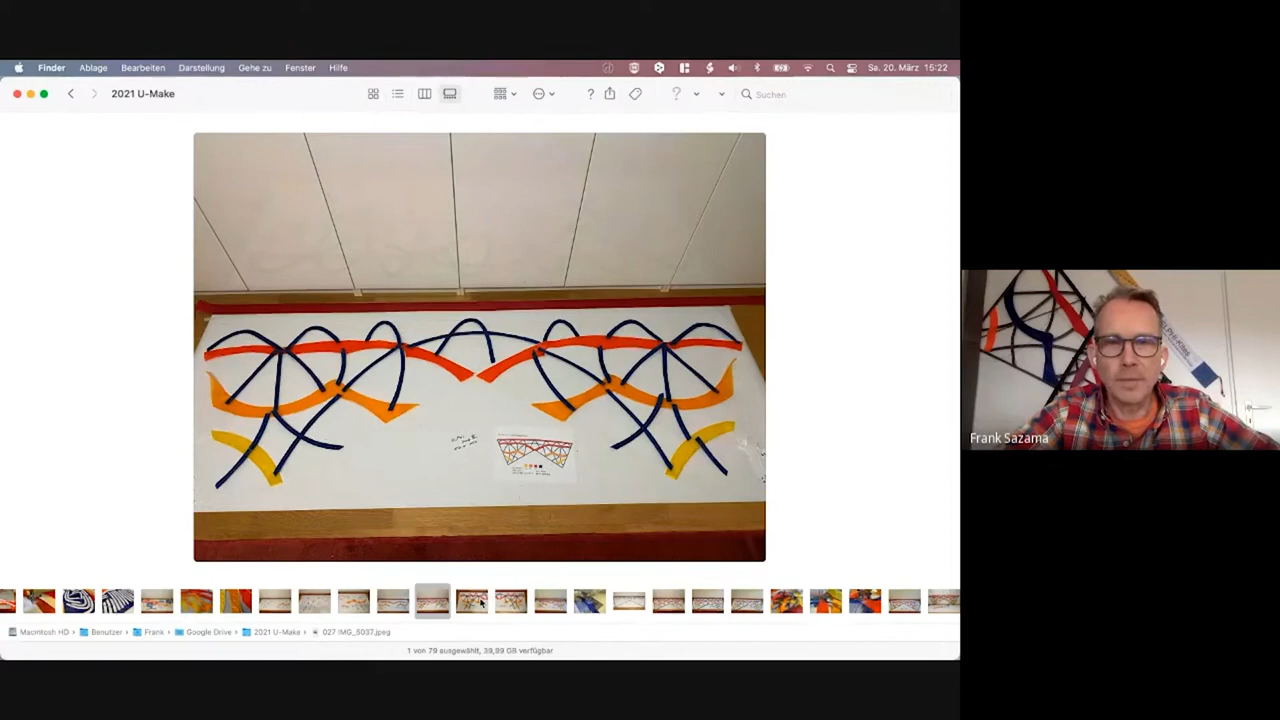 Finder Ablage Bearbeiten Darstellung Gehe zu Fenster Hilfe Sa. 20. März 15:22
2021 U-Make
Suchen
Frank Sazama
Macintosh HD › Benutzer › Frank › Google Drive › 2021 U-Make › 027 IMG_5037.jpeg
1 von 79 ausgewählt, 39,99 GB verfügbar